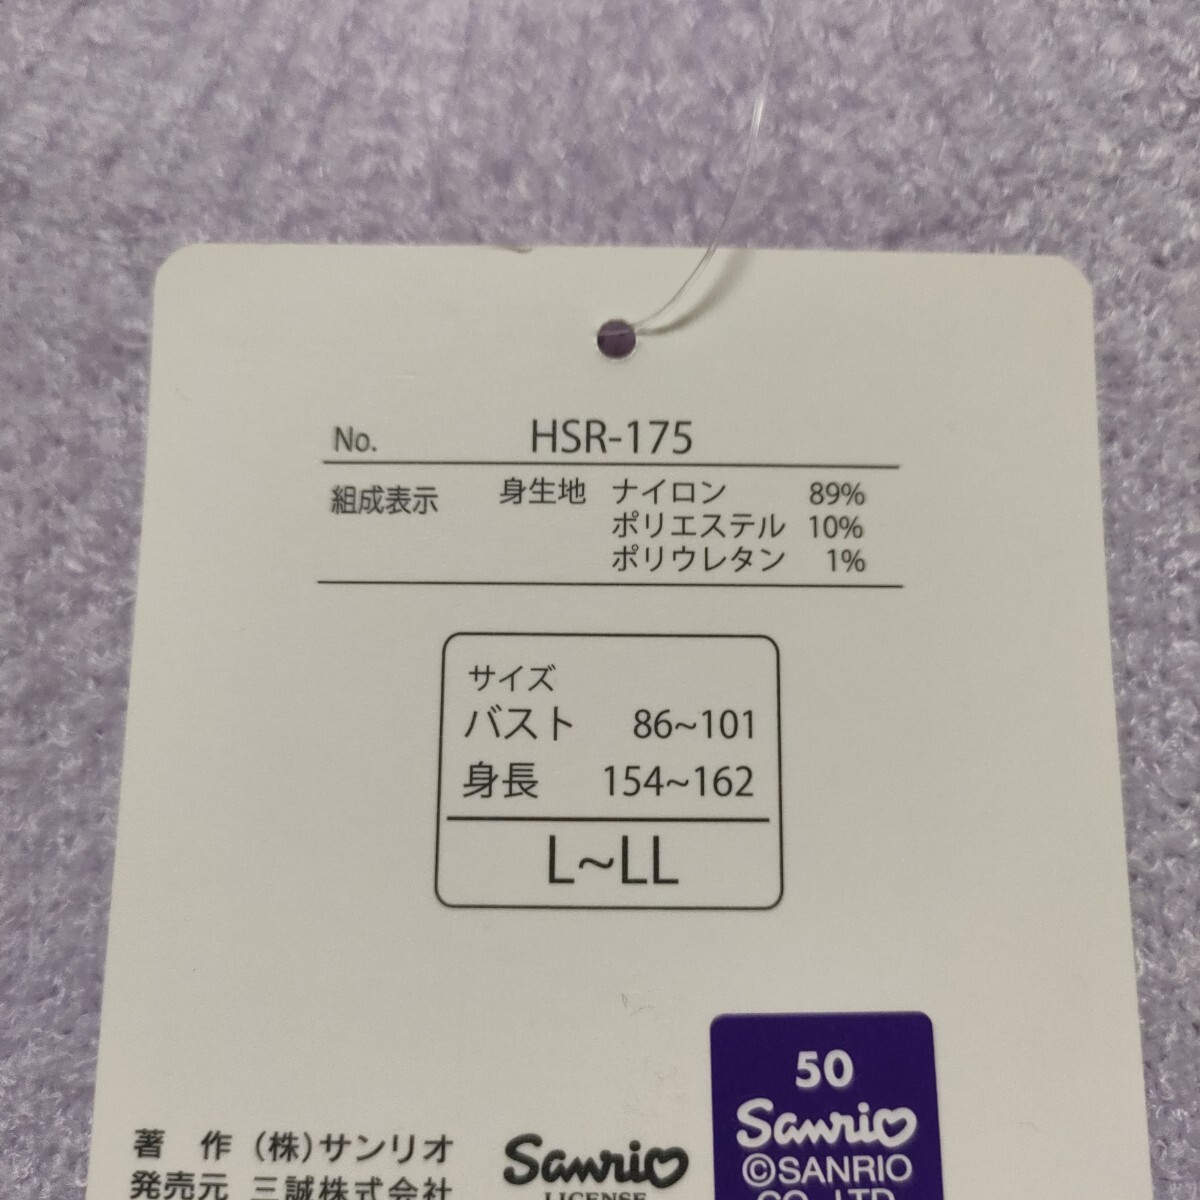 No. HSR-175
組成表示 身生地 ナイロン 89%
ポリエステル 10%
ポリウレタン 1%
サイズ
バスト 86~101
身長 154~162
L~LL
50
Sanrio
©SANRIO
CO.,LTD.
著 作 (株)サンリオ
発売元 三誠株式会社
Sanrio
LICENSE